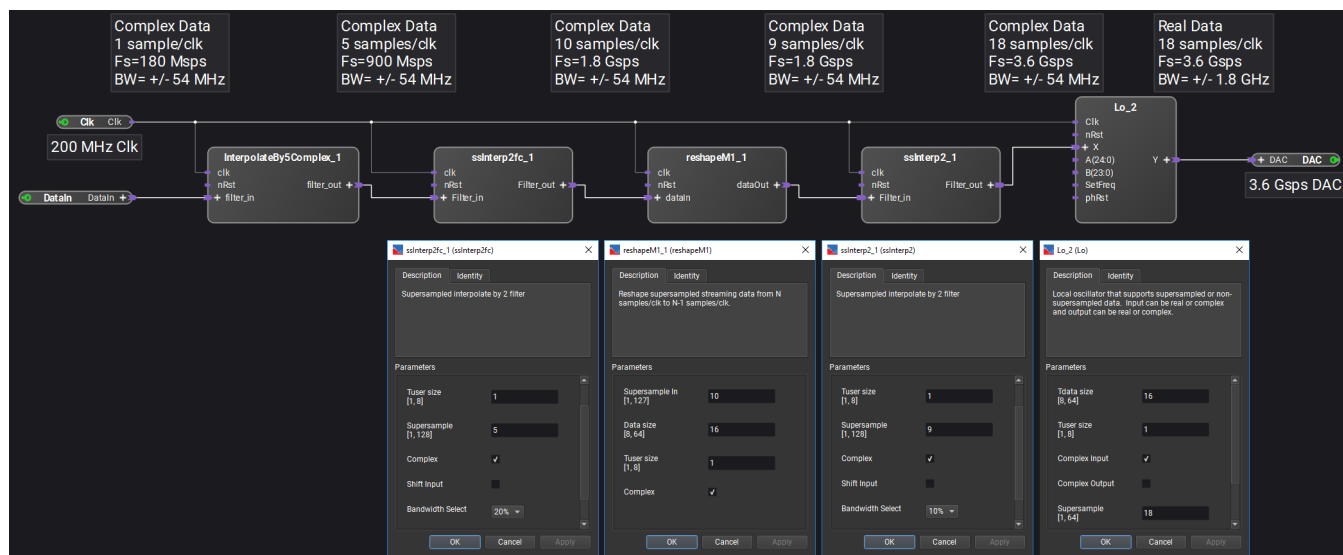 Complex Data
1 sample/clk
Fs=180 Msps
BW= +/- 54 MHz
Complex Data
5 samples/clk
Fs=900 Msps
BW= +/- 54 MHz
Complex Data
10 samples/clk
Fs=1.8 Gsps
BW= +/- 54 MHz
Complex Data
9 samples/clk
Fs=1.8 Gsps
BW= +/- 54 MHz
Complex Data
18 samples/clk
Fs=3.6 Gsps
BW= +/- 54 MHz
Real Data
18 samples/clk
Fs=3.6 Gsps
BW= +/- 1.8 GHz
Clk Clk
200 MHz Clk
DataIn DataIn +
InterpolateBy5Complex_1
clk
nRst filter_out +
+ filter_in
ssInterp2fc_1
clk
nRst Filter_out +
+ Filter_in
reshapeM1_1
clk
nRst dataOut +
+ dataIn
ssInterp2_1
clk
nRst Filter_out +
+ Filter_in
Lo_2
Clk
nRst
+ X
A(24:0) Y +
B(23:0)
SetFreq
phRst
+ DAC DAC
3.6 Gsps DAC
ssInterp2fc_1 (ssInterp2fc)
Description Identity
Supersampled interpolate by 2 filter
Parameters
Tuser size
[1, 8]
1
Supersample
[1, 128]
5
Complex
Shift Input
Bandwidth Select
20%
OK Cancel Apply
reshapeM1_1 (reshapeM1)
Description Identity
Reshape supersampled streaming data from N
samples/clk to N-1 samples/clk.
Parameters
Supersample In
[1, 127]
10
Data size
[8, 64]
16
Tuser size
[1, 8]
1
Complex
OK Cancel Apply
ssInterp2_1 (ssInterp2)
Description Identity
Supersampled interpolate by 2 filter
Parameters
Tuser size
[1, 8]
1
Supersample
[1, 128]
9
Complex
Shift Input
Bandwidth Select
10%
OK Cancel Apply
Lo_2 (Lo)
Description Identity
Local oscillator that supports supersampled or non-
supersampled data. Input can be real or complex
and output can be real or complex.
Parameters
Tdata size
[8, 64]
16
Tuser size
[1, 8]
1
Complex Input
Complex Output
Supersample
[1, 64]
18
OK Cancel Apply